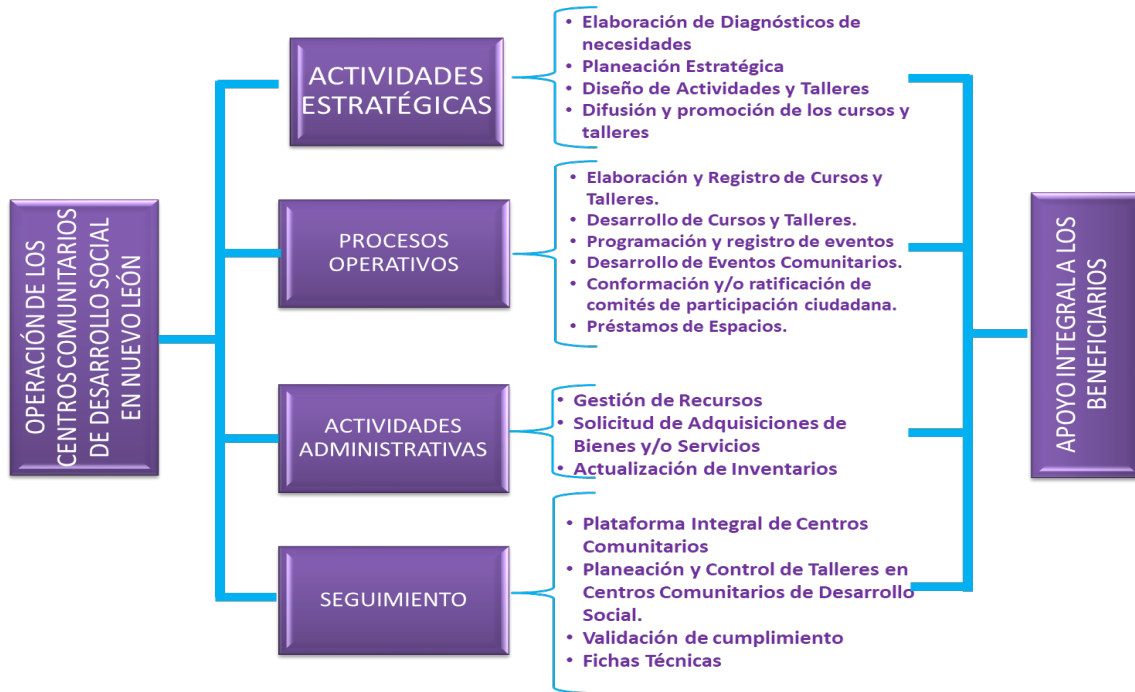 OPERACIÓN DE LOS
CENTROS COMUNITARIOS
DE DESARROLLO SOCIAL
EN NUEVO LEÓN
ACTIVIDADES
ESTRATÉGICAS
• Elaboración de Diagnósticos de
necesidades
• Planeación Estratégica
• Diseño de Actividades y Talleres
• Difusión y promoción de los cursos y
talleres
PROCESOS
OPERATIVOS
• Elaboración y Registro de Cursos y
Talleres.
• Desarrollo de Cursos y Talleres.
• Programación y registro de eventos
• Desarrollo de Eventos Comunitarios.
• Conformación y/o ratificación de
comités de participación ciudadana.
• Préstamos de Espacios.
ACTIVIDADES
ADMINISTRATIVAS
• Gestión de Recursos
• Solicitud de Adquisiciones de
Bienes y/o Servicios
• Actualización de Inventarios
SEGUIMIENTO
• Plataforma Integral de Centros
Comunitarios
• Planeación y Control de Talleres en
Centros Comunitarios de Desarrollo
Social.
• Validación de cumplimiento
• Fichas Técnicas
APOYO INTEGRAL A LOS
BENEFICIARIOS